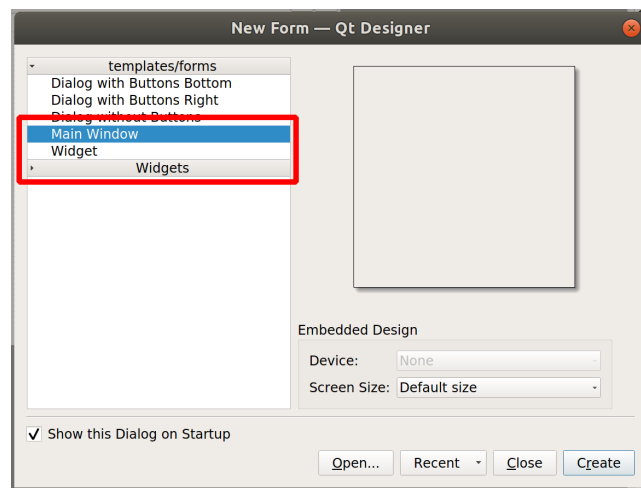 New Form — Qt Designer
templates/forms
Dialog with Buttons Bottom
Dialog with Buttons Right
Dialog without Buttons
Main Window
Widget
Widgets
Embedded Design
Device: None
Screen Size: Default size
Show this Dialog on Startup
Open... Recent Close Create